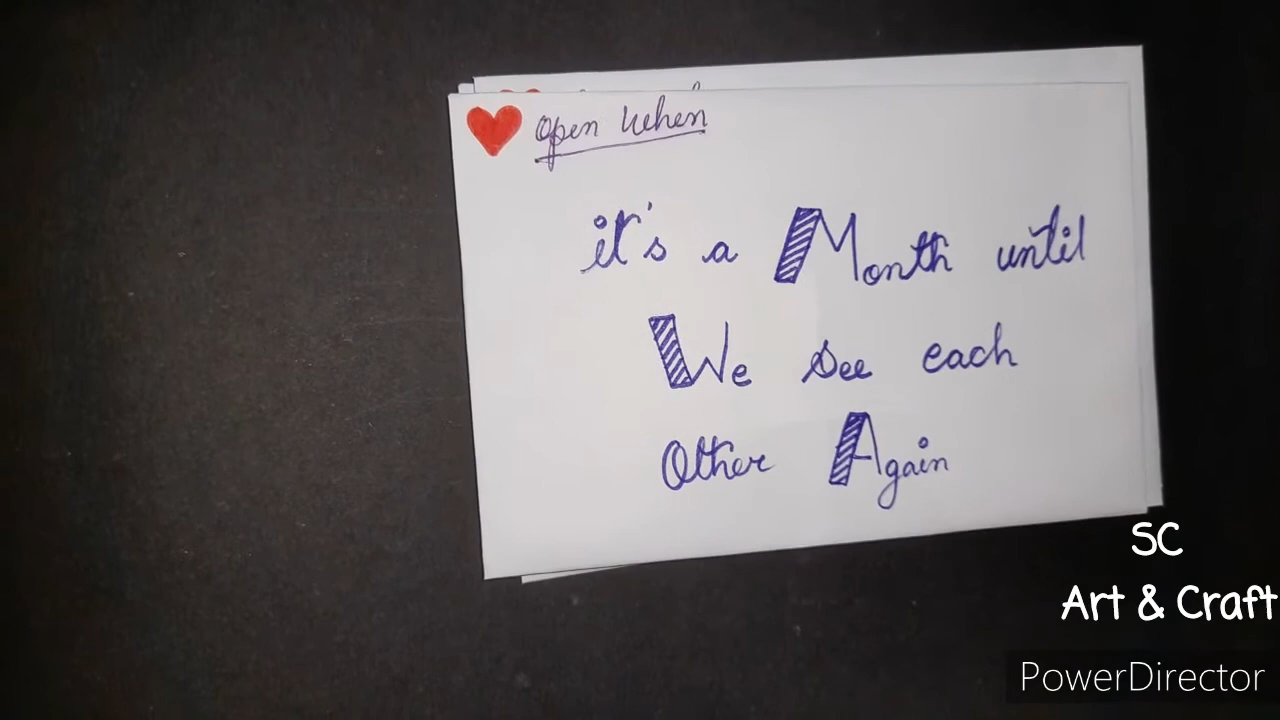 Open When
it's a Month until
We see each
Other Again
SC
Art & Craft
PowerDirector